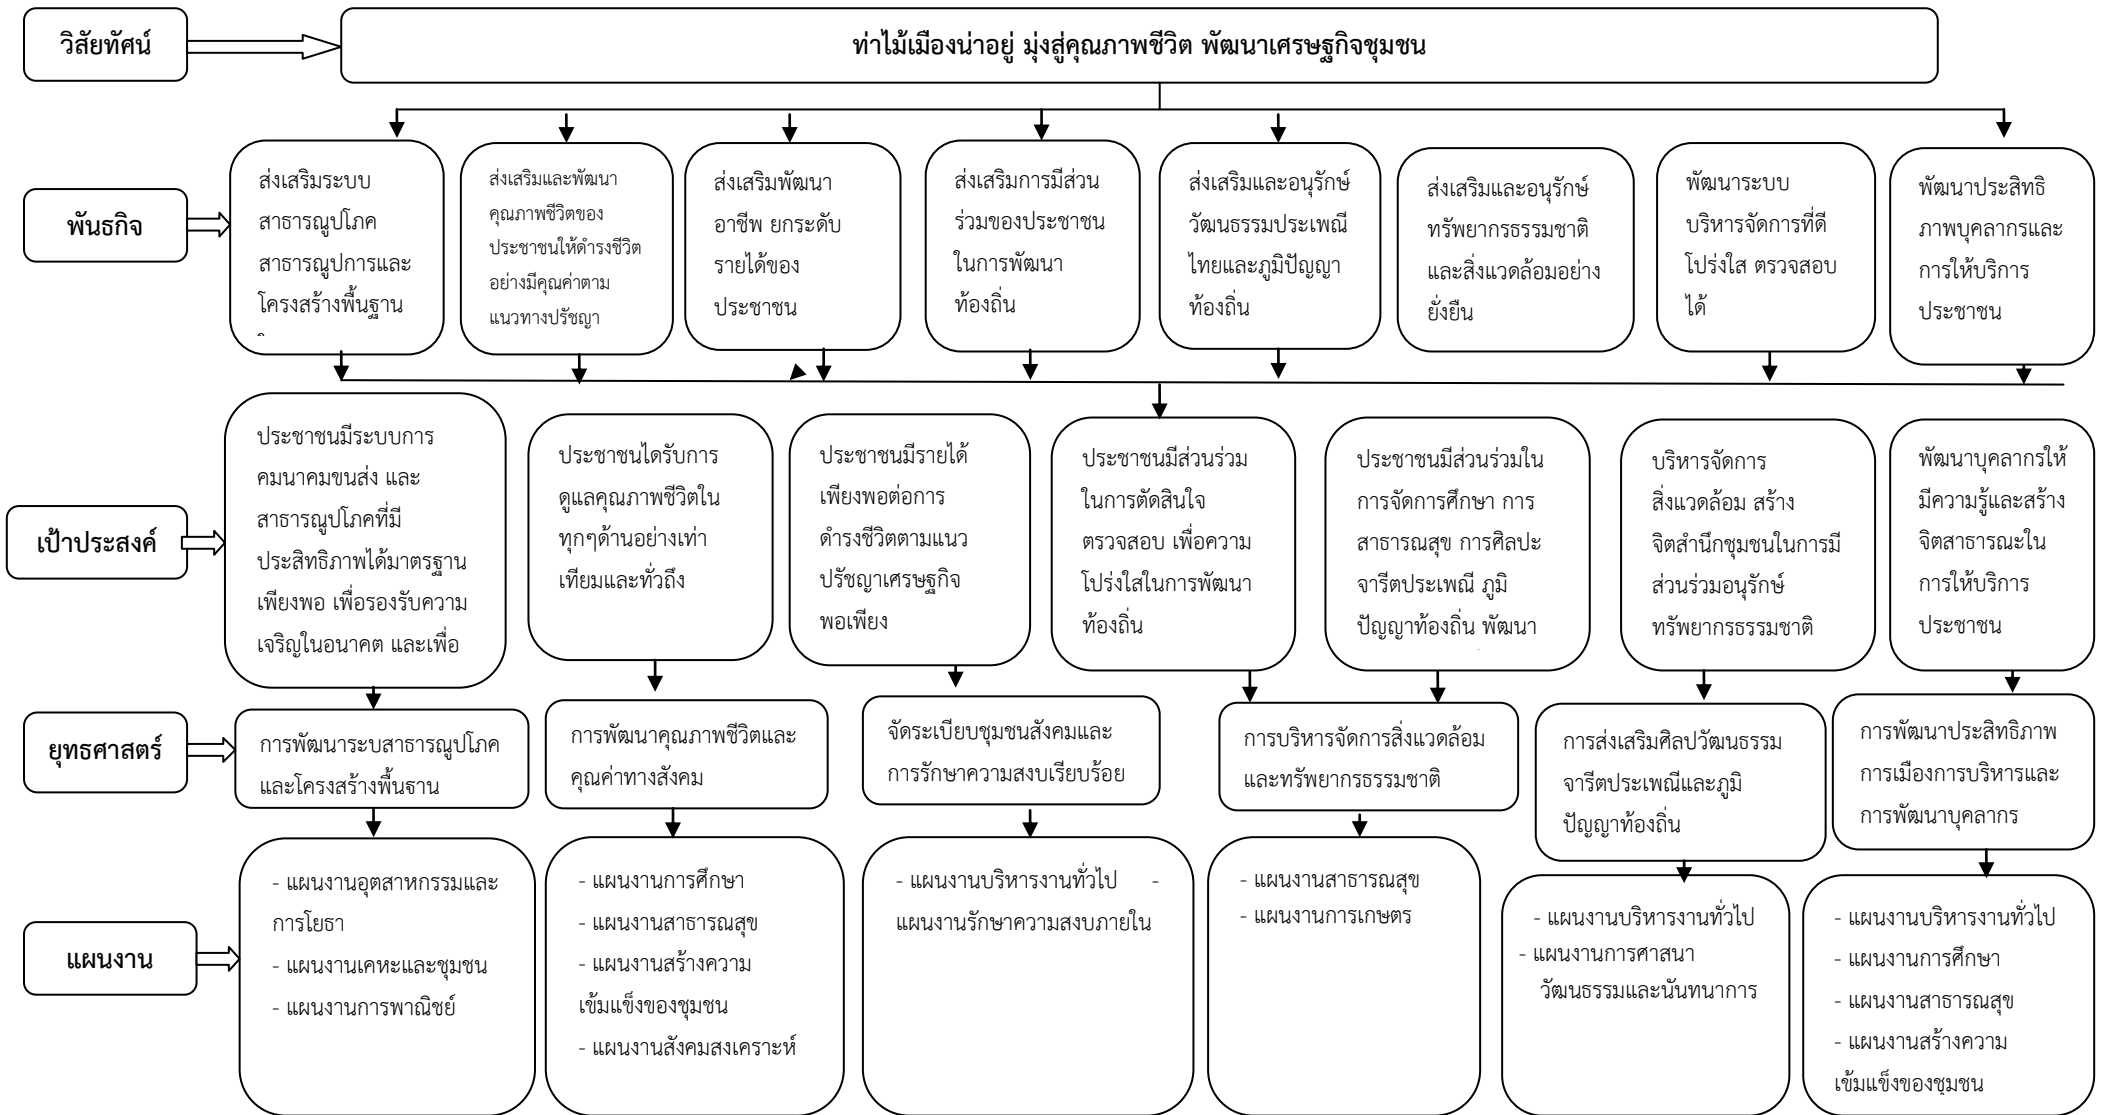 วิสัยทัศน์
ท่าไม้เมืองน่าอยู่ มุ่งสู่คุณภาพชีวิต พัฒนาเศรษฐกิจชุมชน
พันธกิจ
ส่งเสริมระบบ
สาธารณูปโภค
สาธารณูปการและ
โครงสร้างพื้นฐาน
ส่งเสริมและพัฒนา
คุณภาพชีวิตของ
ประชาชนให้ดำรงชีวิต
อย่างมีคุณค่าตาม
แนวทางปรัชญา
ส่งเสริมพัฒนา
อาชีพ ยกระดับ
รายได้ของ
ประชาชน
ส่งเสริมการมีส่วน
ร่วมของประชาชน
ในการพัฒนา
ท้องถิ่น
ส่งเสริมและอนุรักษ์
วัฒนธรรมประเพณี
ไทยและภูมิปัญญา
ท้องถิ่น
ส่งเสริมและอนุรักษ์
ทรัพยากรธรรมชาติ
และสิ่งแวดล้อมอย่าง
ยั่งยืน
พัฒนาระบบ
บริหารจัดการที่ดี
โปร่งใส ตรวจสอบ
ได้
พัฒนาประสิทธิ
ภาพบุคลากรและ
การให้บริการ
ประชาชน
เป้าประสงค์
ประชาชนมีระบบการ
คมนาคมขนส่ง และ
สาธารณูปโภคที่มี
ประสิทธิภาพได้มาตรฐาน
เพียงพอ เพื่อรองรับความ
เจริญในอนาคต และเพื่อ
ประชาชนไดรับการ
ดูแลคุณภาพชีวิตใน
ทุกๆด้านอย่างเท่า
เทียมและทั่วถึง
ประชาชนมีรายได้
เพียงพอต่อการ
ดำรงชีวิตตามแนว
ปรัชญาเศรษฐกิจ
พอเพียง
ประชาชนมีส่วนร่วม
ในการตัดสินใจ
ตรวจสอบ เพื่อความ
โปร่งใสในการพัฒนา
ท้องถิ่น
ประชาชนมีส่วนร่วมใน
การจัดการศึกษา การ
สาธารณสุข การศิลปะ
จารีตประเพณี ภูมิ
ปัญญาท้องถิ่น พัฒนา
บริหารจัดการ
สิ่งแวดล้อม สร้าง
จิตสำนึกชุมชนในการมี
ส่วนร่วมอนุรักษ์
ทรัพยากรธรรมชาติ
พัฒนาบุคลากรให้
มีความรู้และสร้าง
จิตสาธารณะใน
การให้บริการ
ประชาชน
ยุทธศาสตร์
การพัฒนาระบสาธารณูปโภค
และโครงสร้างพื้นฐาน
การพัฒนาคุณภาพชีวิตและ
คุณค่าทางสังคม
จัดระเบียบชุมชนสังคมและ
การรักษาความสงบเรียบร้อย
การบริหารจัดการสิ่งแวดล้อม
และทรัพยากรธรรมชาติ
การส่งเสริมศิลปวัฒนธรรม
จารีตประเพณีและภูมิ
ปัญญาท้องถิ่น
การพัฒนาประสิทธิภาพ
การเมืองการบริหารและ
การพัฒนาบุคลากร
แผนงาน
- แผนงานอุตสาหกรรมและ
การโยธา
- แผนงานเคหะและชุมชน
- แผนงานการพาณิชย์
- แผนงานการศึกษา
- แผนงานสาธารณสุข
- แผนงานสร้างความ
เข้มแข็งของชุมชน
- แผนงานสังคมสงเคราะห์
- แผนงานบริหารงานทั่วไป -
แผนงานรักษาความสงบภายใน
- แผนงานสาธารณสุข
- แผนงานการเกษตร
- แผนงานบริหารงานทั่วไป
- แผนงานการศาสนา
วัฒนธรรมและนันทนาการ
- แผนงานบริหารงานทั่วไป
- แผนงานการศึกษา
- แผนงานสาธารณสุข
- แผนงานสร้างความ
เข้มแข็งของชุมชน